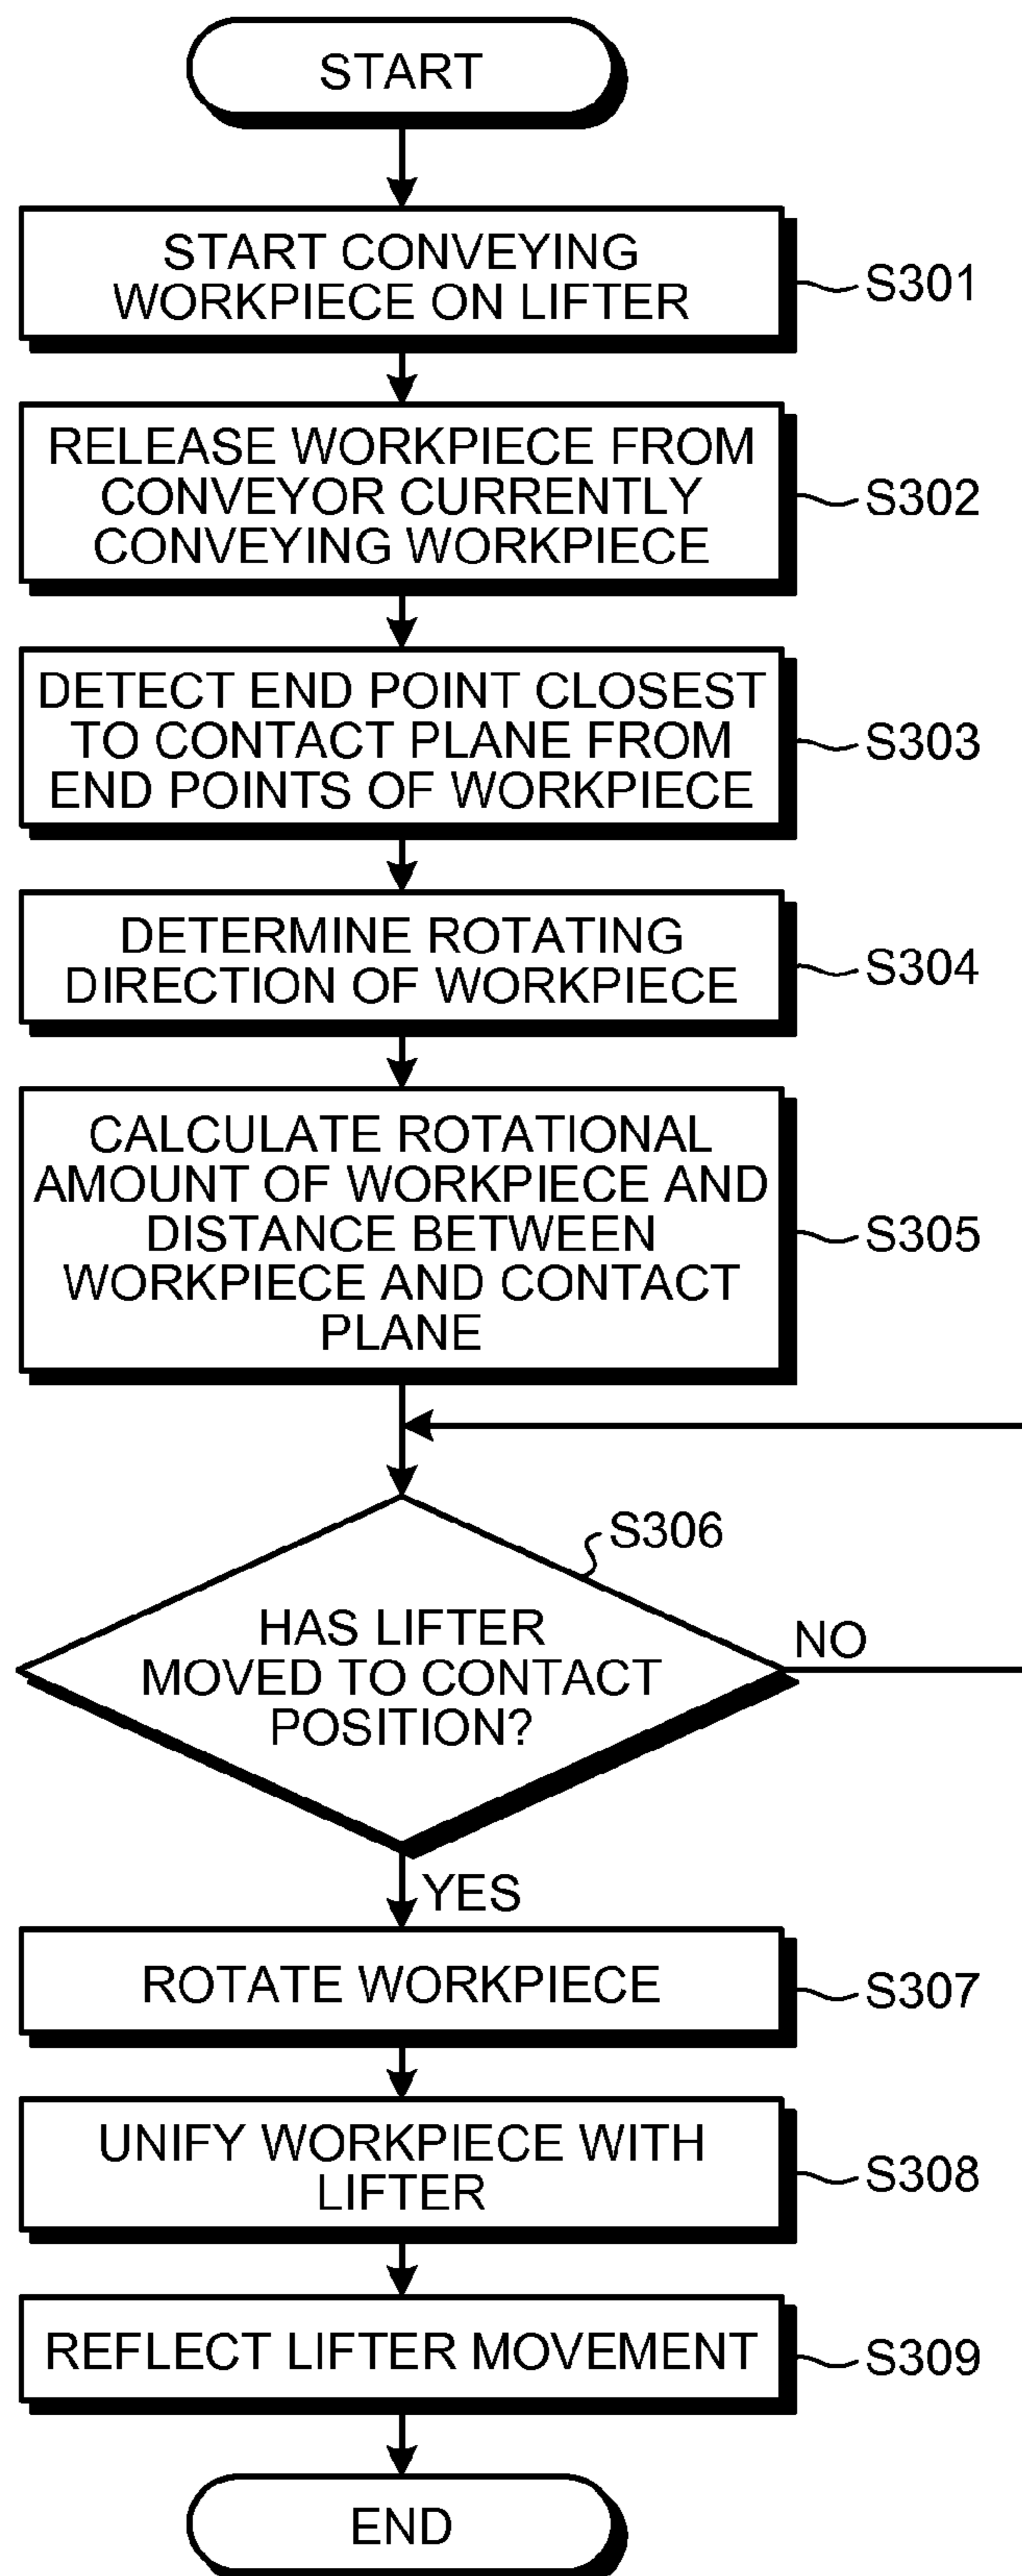 START
START CONVEYING
WORKPIECE ON LIFTER
S301
RELEASE WORKPIECE FROM
CONVEYOR CURRENTLY
CONVEYING WORKPIECE
S302
DETECT END POINT CLOSEST
TO CONTACT PLANE FROM
END POINTS OF WORKPIECE
S303
DETERMINE ROTATING
DIRECTION OF WORKPIECE
S304
CALCULATE ROTATIONAL
AMOUNT OF WORKPIECE AND
DISTANCE BETWEEN
WORKPIECE AND CONTACT
PLANE
S305
S306
HAS LIFTER
MOVED TO CONTACT
POSITION?
NO
YES
ROTATE WORKPIECE
S307
UNIFY WORKPIECE WITH
LIFTER
S308
REFLECT LIFTER MOVEMENT
S309
END